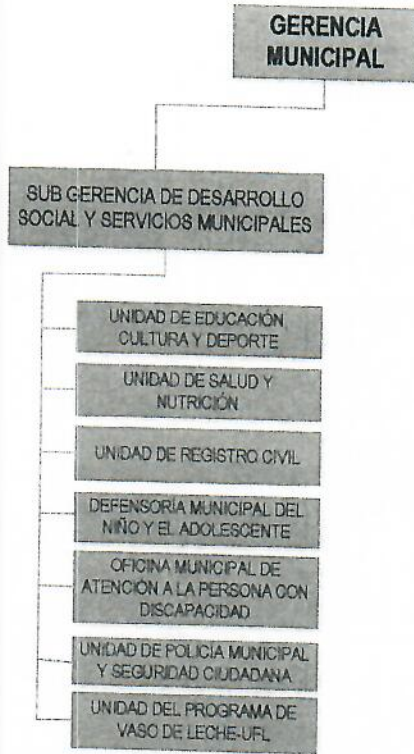 GERENCIA
MUNICIPAL
SUB GERENCIA DE DESARROLLO
SOCIAL Y SERVICIOS MUNICIPALES
UNIDAD DE EDUCACIÓN
CULTURA Y DEPORTE
UNIDAD DE SALUD Y
NUTRICIÓN
UNIDAD DE REGISTRO CIVIL
DEFENSORÍA MUNICIPAL DEL
NIÑO Y EL ADOLESCENTE
OFICINA MUNICIPAL DE
ATENCIÓN A LA PERSONA CON
DISCAPACIDAD
UNIDAD DE POLICÍA MUNICIPAL
Y SEGURIDAD CIUDADANA
UNIDAD DEL PROGRAMA DE
VASO DE LECHE-UFL